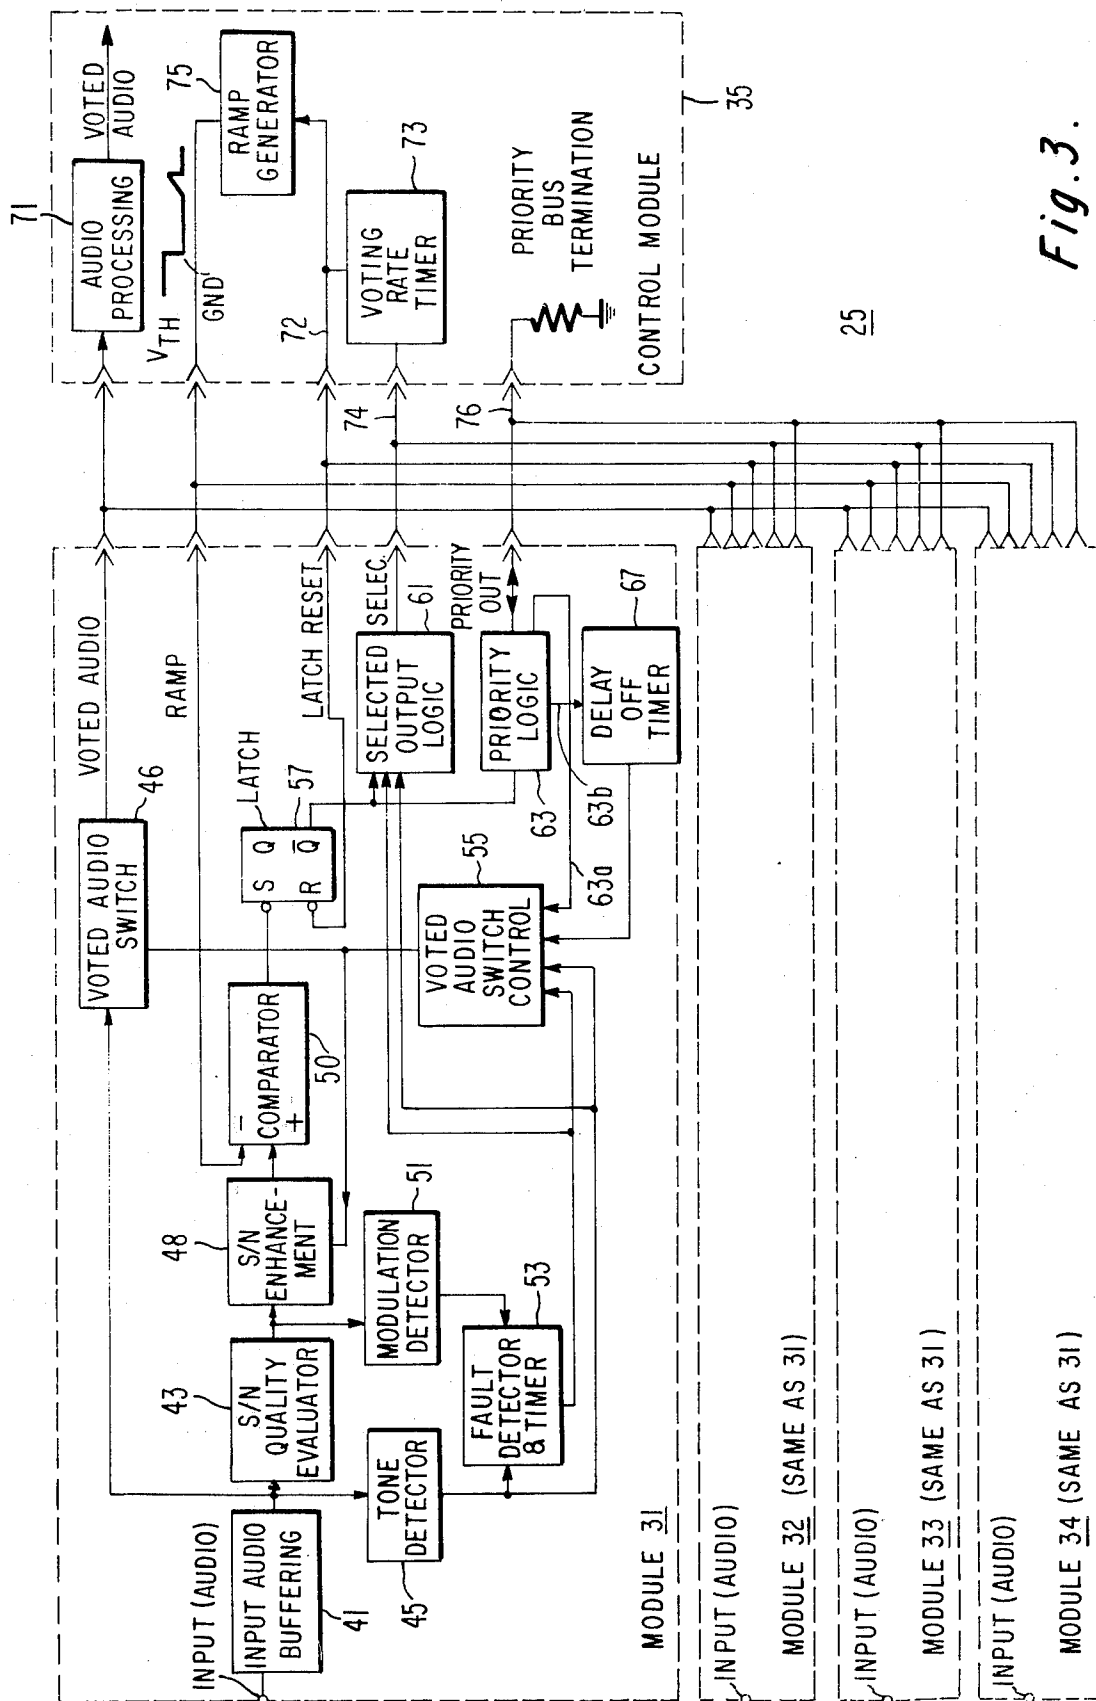 INPUT (AUDIO)
INPUT AUDIO
BUFFERING
41
43
S/N
QUALITY
EVALUATOR
TONE
DETECTOR
45
48
S/N
ENHANCE-
MENT
MODULATION
DETECTOR
51
FAULT
DETECTOR
& TIMER
53
−
COMPARATOR
+
50
VOTED AUDIO
SWITCH
46
VOTED AUDIO
RAMP
LATCH
S Q
R Q̅
57
LATCH RESET
VOTED
AUDIO
SWITCH
CONTROL
55
SELECTED
OUTPUT
LOGIC
61
SELEC
PRIORITY
OUT
PRIORITY
LOGIC
63
63a
63b
DELAY
OFF
TIMER
67
MODULE 31
INPUT (AUDIO)
MODULE 32 (SAME AS 31)
INPUT (AUDIO)
MODULE 33 (SAME AS 31)
INPUT (AUDIO)
MODULE 34 (SAME AS 31)
71
AUDIO
PROCESSING
VOTED
AUDIO
VTH
GND
75
RAMP
GENERATOR
72
VOTING
RATE
TIMER
73
74
76
PRIORITY
BUS
TERMINATION
CONTROL MODULE
35
25
Fig. 3.